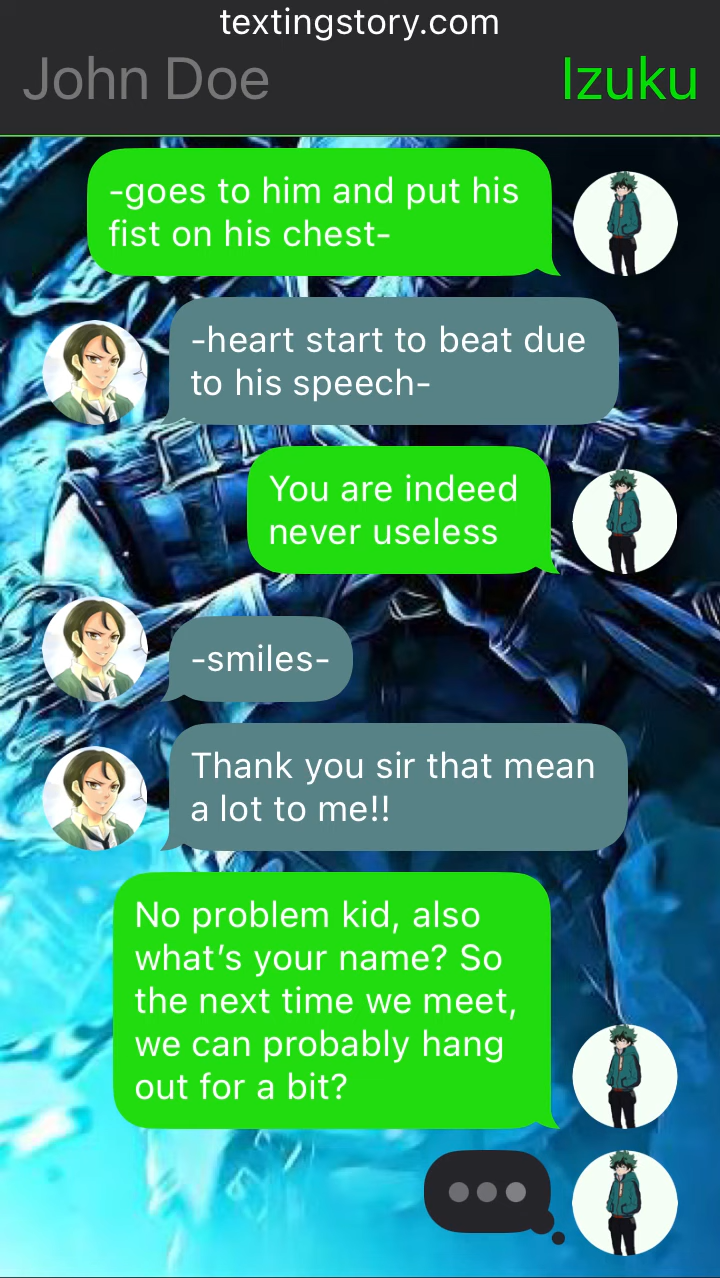 textingstory.com
John Doe
Izuku
-goes to him and put his
fist on his chest-
-heart start to beat due
to his speech-
You are indeed
never useless
-smiles-
Thank you sir that mean
a lot to me!!
No problem kid, also
what’s your name? So
the next time we meet,
we can probably hang
out for a bit?